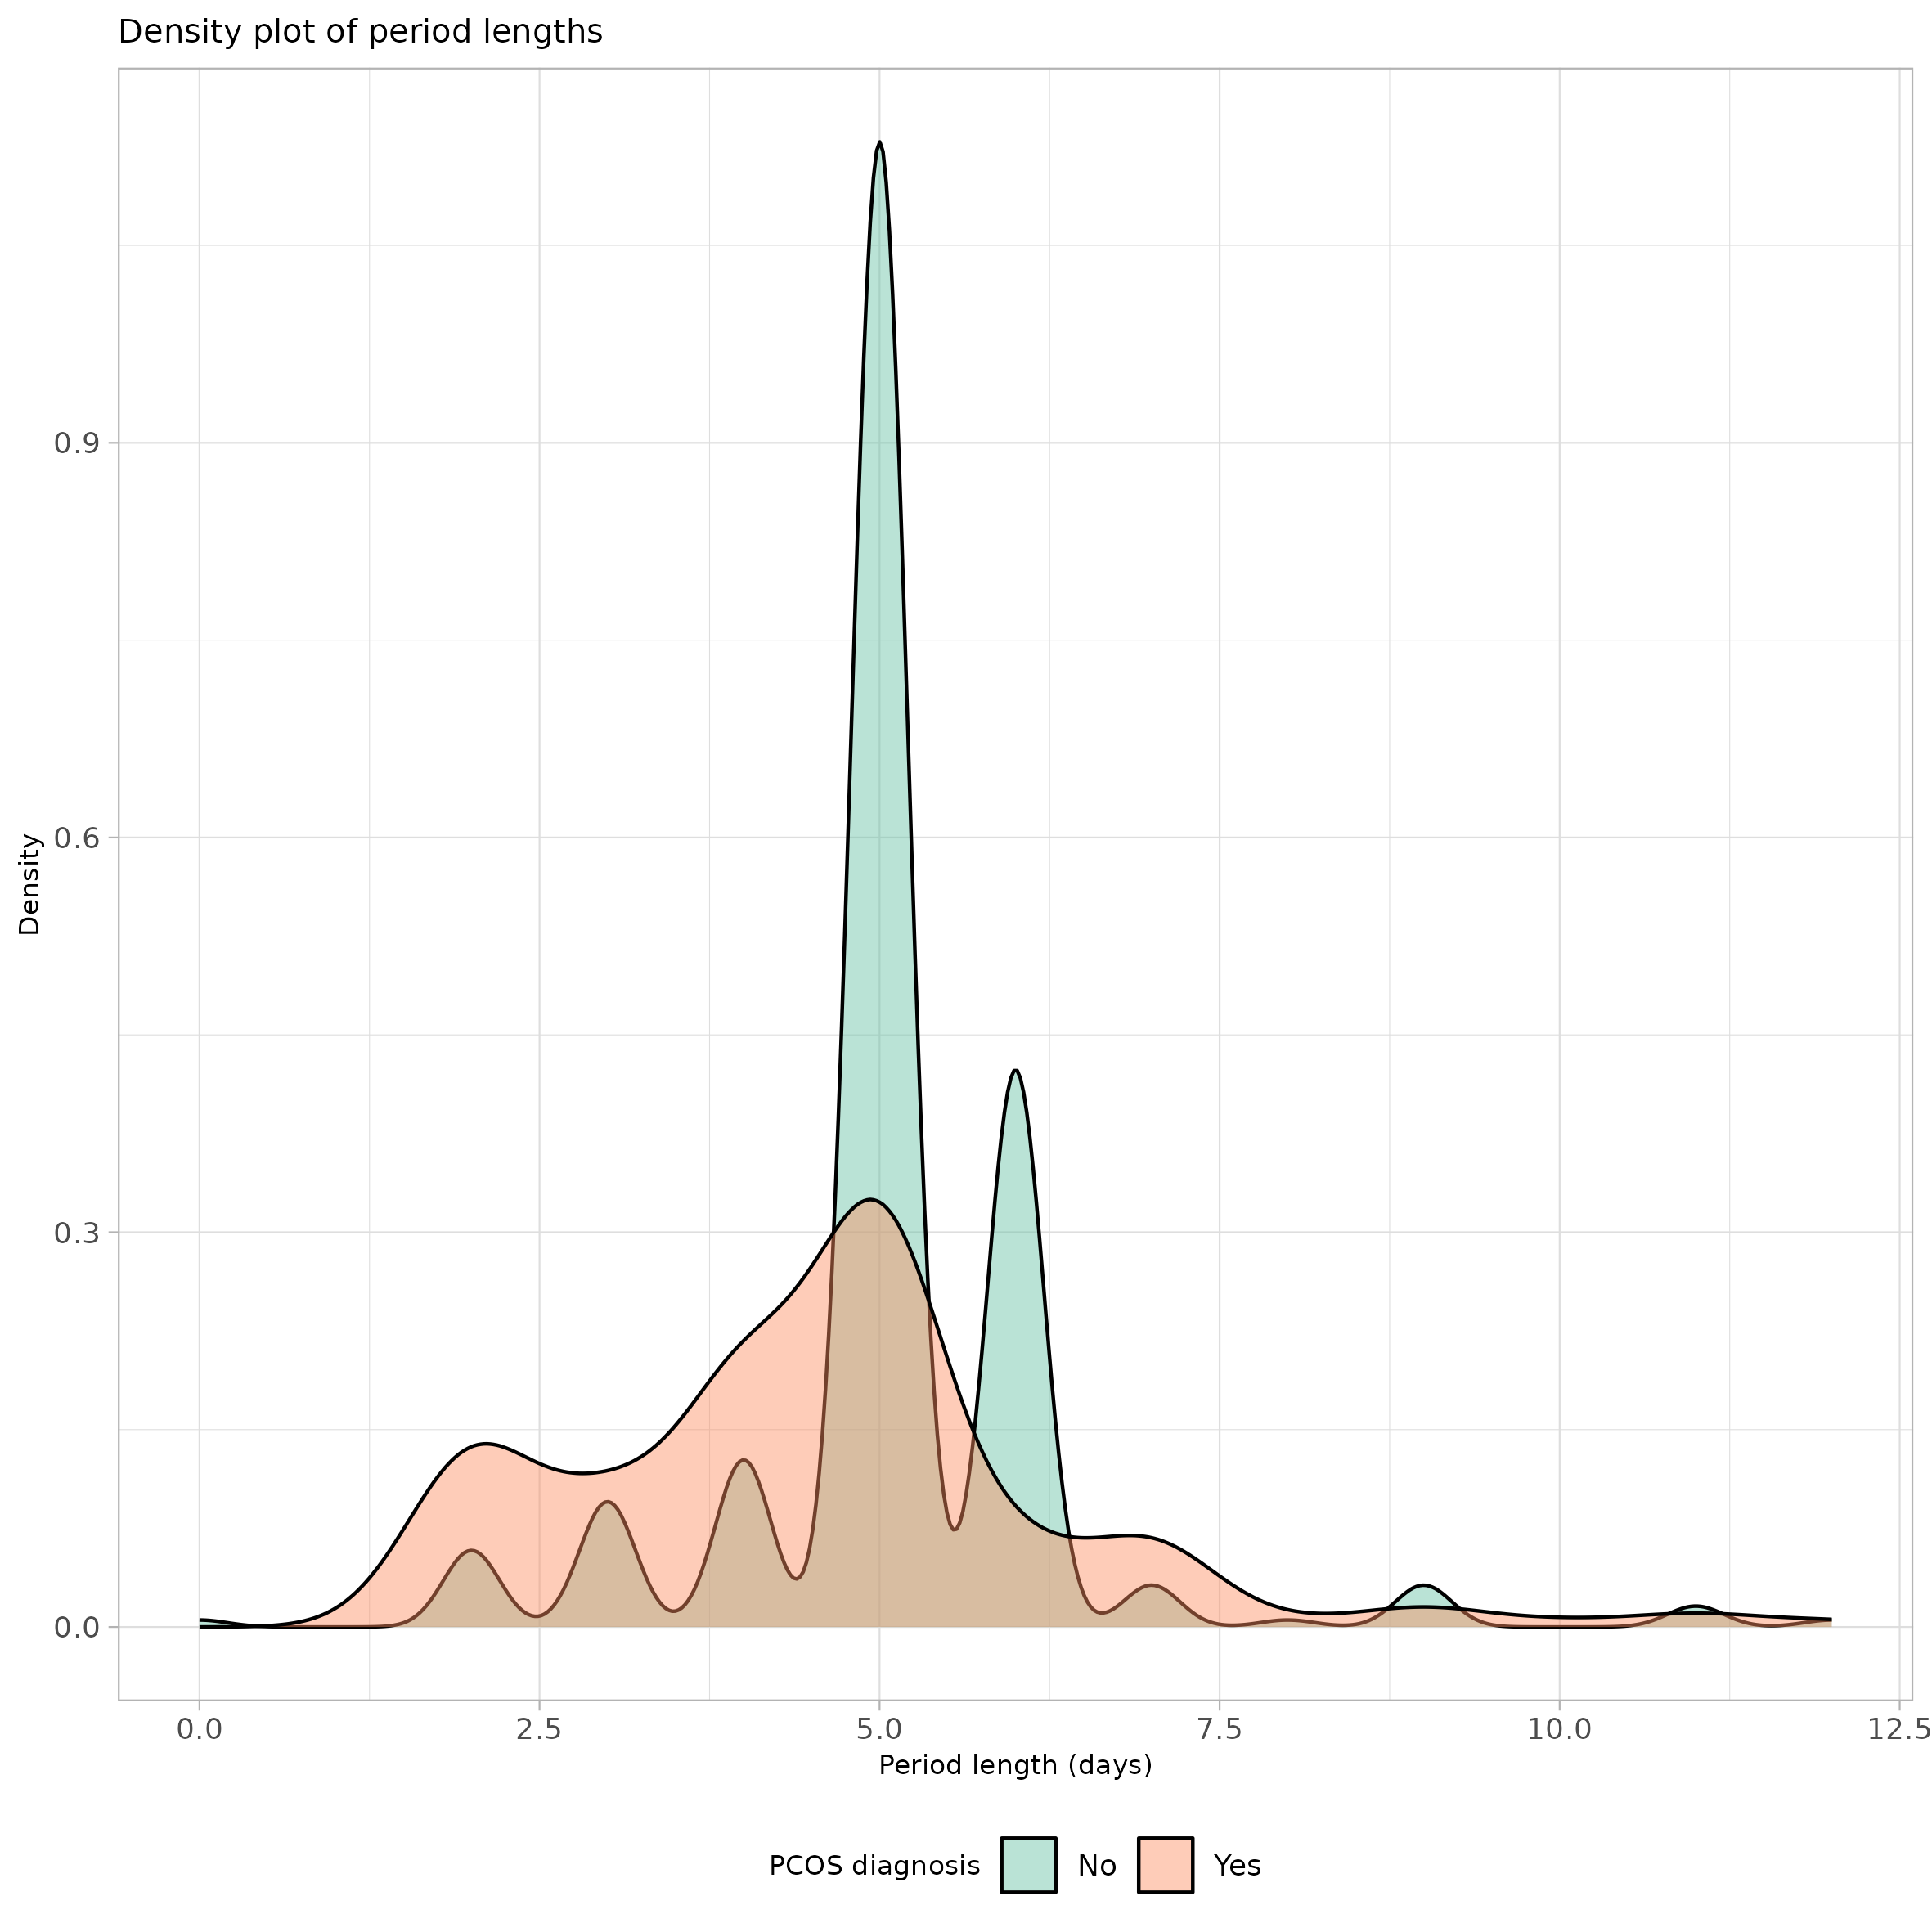 Density plot of period lengths
0.9
0.6
0.3
0.0
Density
0.0 2.5 5.0 7.5 10.0 12.5
Period length (days)
PCOS diagnosis No Yes